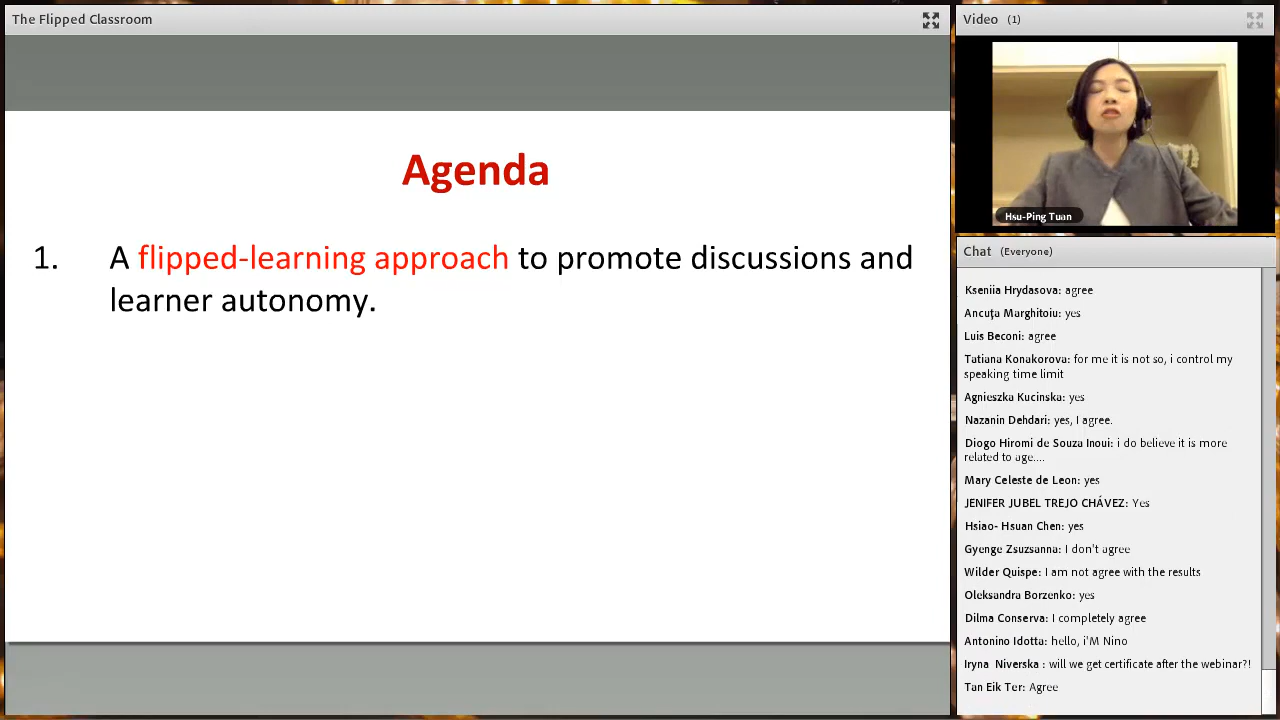 The Flipped Classroom
Agenda
1. A flipped-learning approach to promote discussions and
learner autonomy.
Video (1)
Hsu-Ping Tuan
Chat (Everyone)
Kseniia Hrydasova: agree
Ancuţa Marghitoiu: yes
Luis Beconi: agree
Tatiana Konakorova: for me it is not so, i control my
speaking time limit
Agnieszka Kucinska: yes
Nazanin Dehdari: yes, I agree.
Diogo Hiromi de Souza Inoui: i do believe it is more
related to age....
Mary Celeste de Leon: yes
JENIFER JUBEL TREJO CHÁVEZ: Yes
Hsiao- Hsuan Chen: yes
Gyenge Zsuzsanna: I don't agree
Wilder Quispe: I am not agree with the results
Oleksandra Borzenko: yes
Dilma Conserva: I completely agree
Antonino Idotta: hello, i'M Nino
Iryna Niverska : will we get certificate after the webinar?!
Tan Eik Ter: Agree